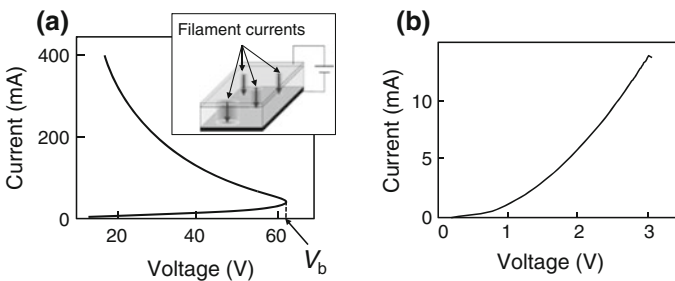 (a)
Filament currents
Current (mA)
400
200
0
20
40
60
Voltage (V)
Vb
(b)
Current (mA)
10
5
0
0
1
2
3
Voltage (V)